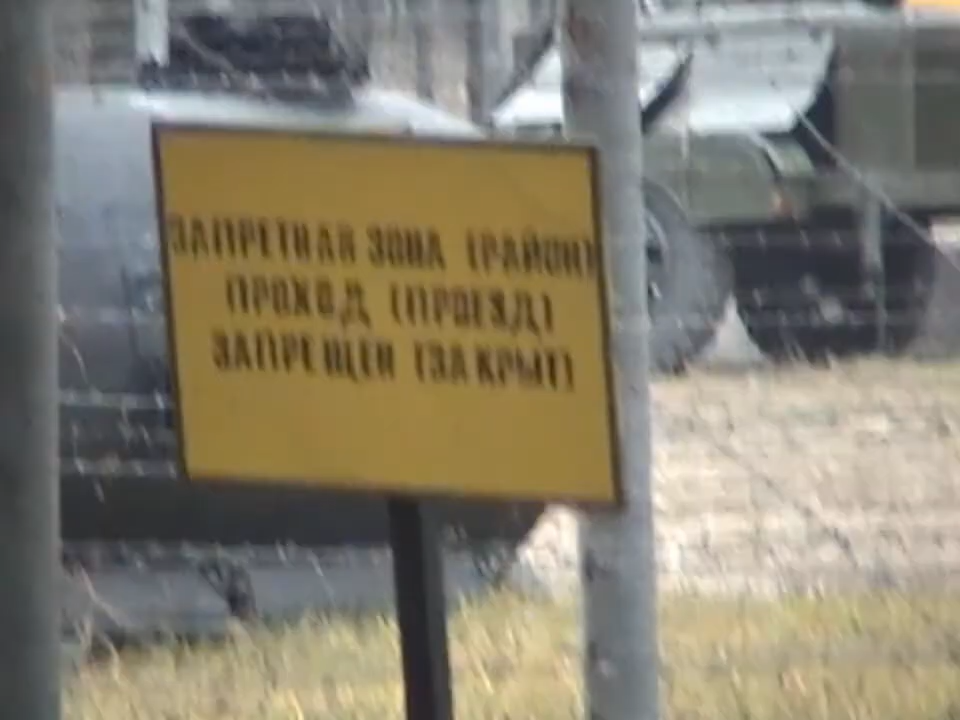 ЗАПРЕТНАЯ ЗОНА (РАЙОН)
ПРОХОД (ПРОЕЗД)
ЗАПРЕЩЕН (ЗАКРЫТ)